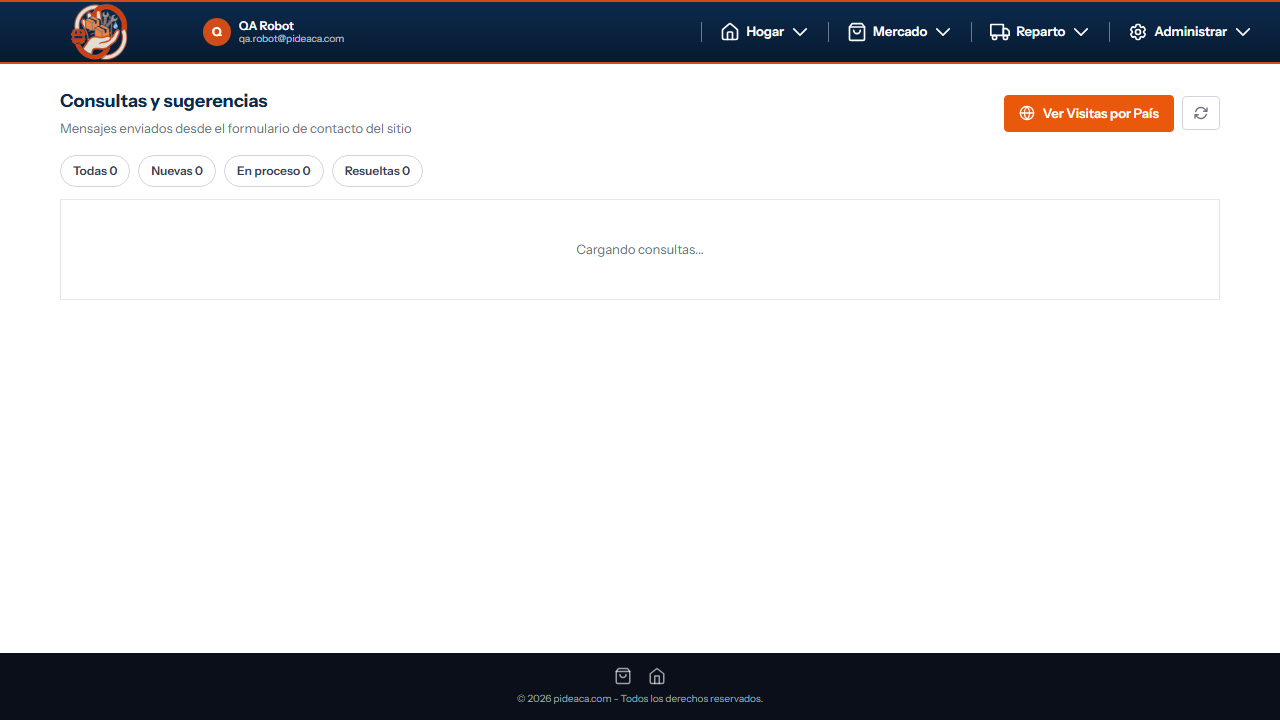 Q
QA Robot
qa.robot@pideaca.com
Hogar
Mercado
Reparto
Administrar
Consultas y sugerencias
Mensajes enviados desde el formulario de contacto del sitio
Ver Visitas por País
Todas 0
Nuevas 0
En proceso 0
Resueltas 0
Cargando consultas...
© 2026 pideaca.com - Todos los derechos reservados.